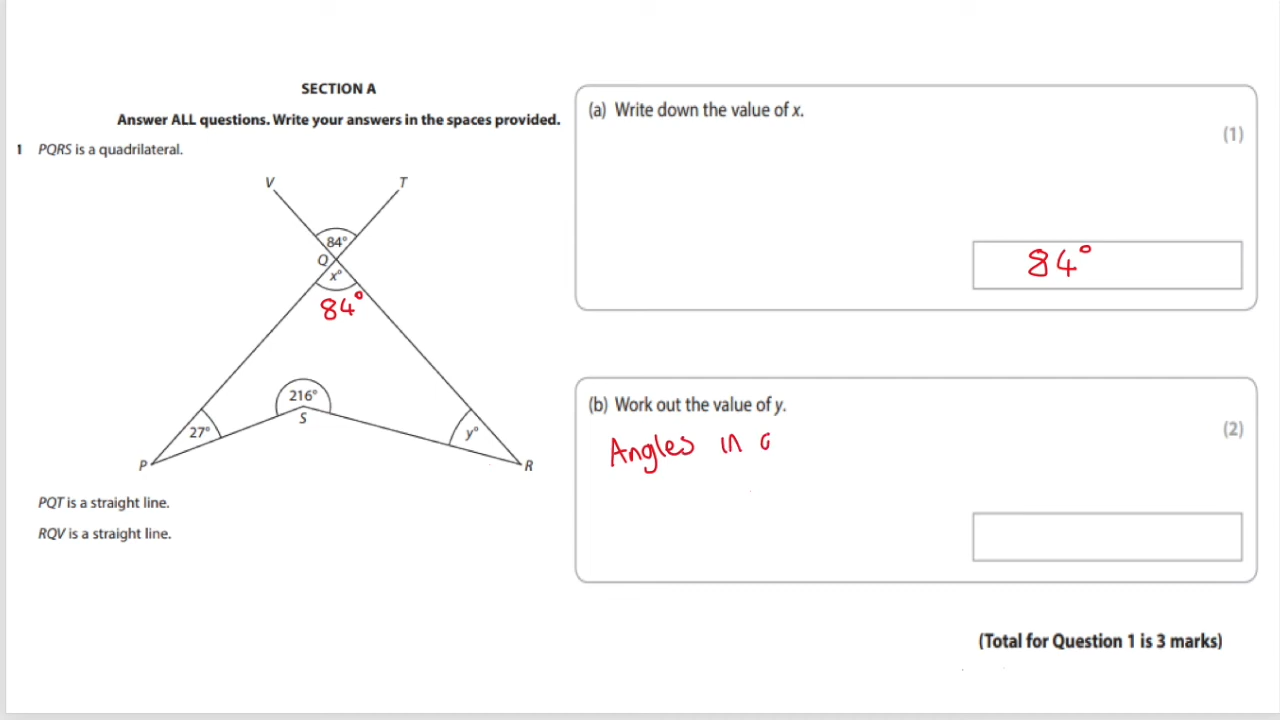 SECTION A
Answer ALL questions. Write your answers in the spaces provided.
1 PQRS is a quadrilateral.
V
T
84°
Q
x°
84°
216°
S
27°
y°
P
R
PQT is a straight line.
RQV is a straight line.
(a) Write down the value of x.
(1)
84°
(b) Work out the value of y.
(2)
Angles in
(Total for Question 1 is 3 marks)